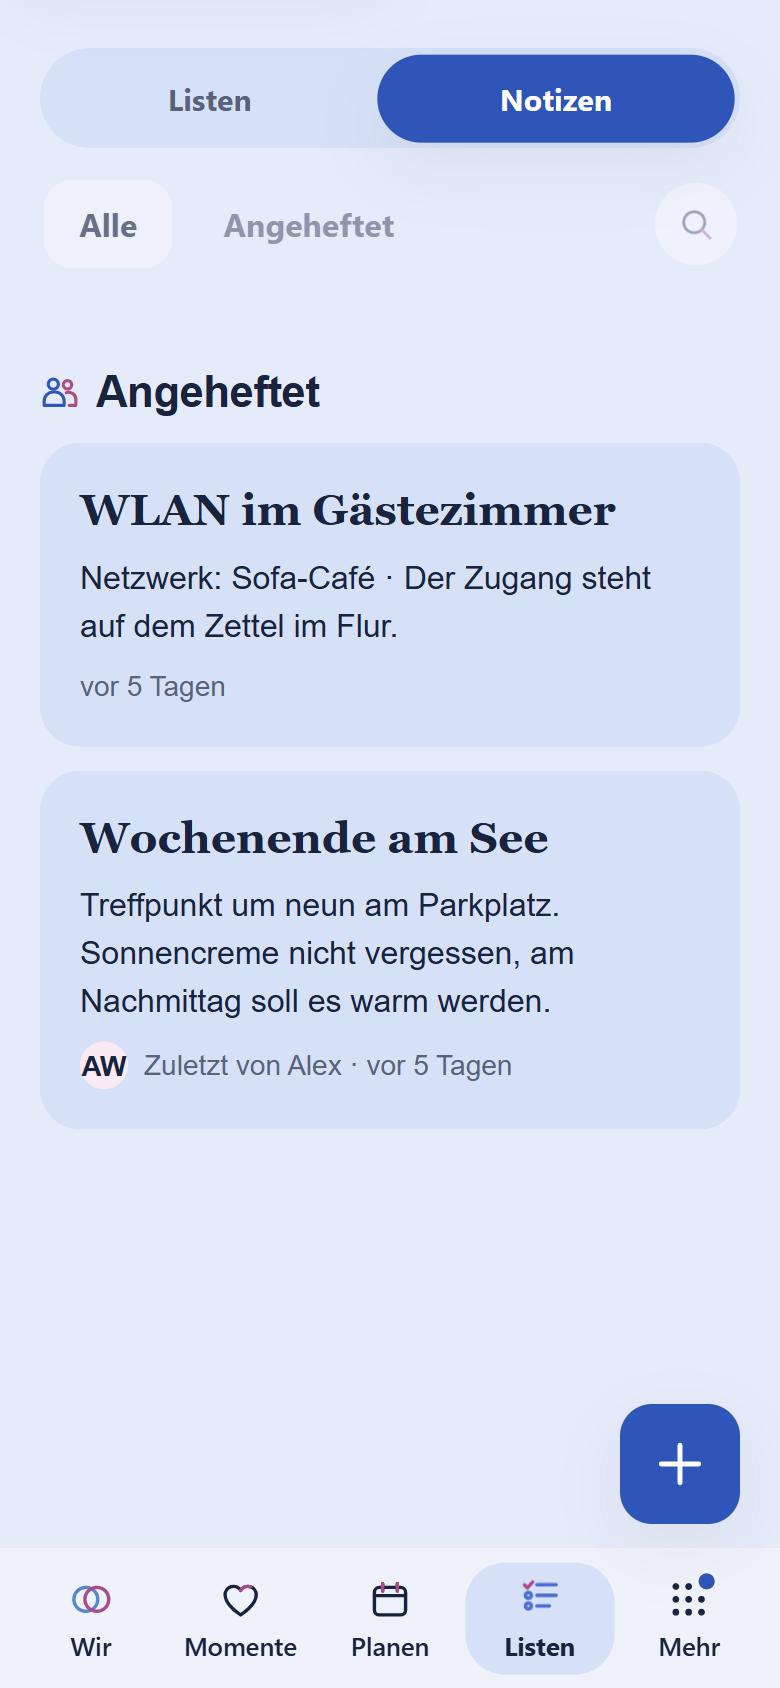 Listen
Notizen
Alle
Angeheftet
Angeheftet
WLAN im Gästezimmer
Netzwerk: Sofa-Café · Der Zugang steht
auf dem Zettel im Flur.
vor 5 Tagen
Wochenende am See
Treffpunkt um neun am Parkplatz.
Sonnencreme nicht vergessen, am
Nachmittag soll es warm werden.
AW
Zuletzt von Alex · vor 5 Tagen
Wir
Momente
Planen
Listen
Mehr